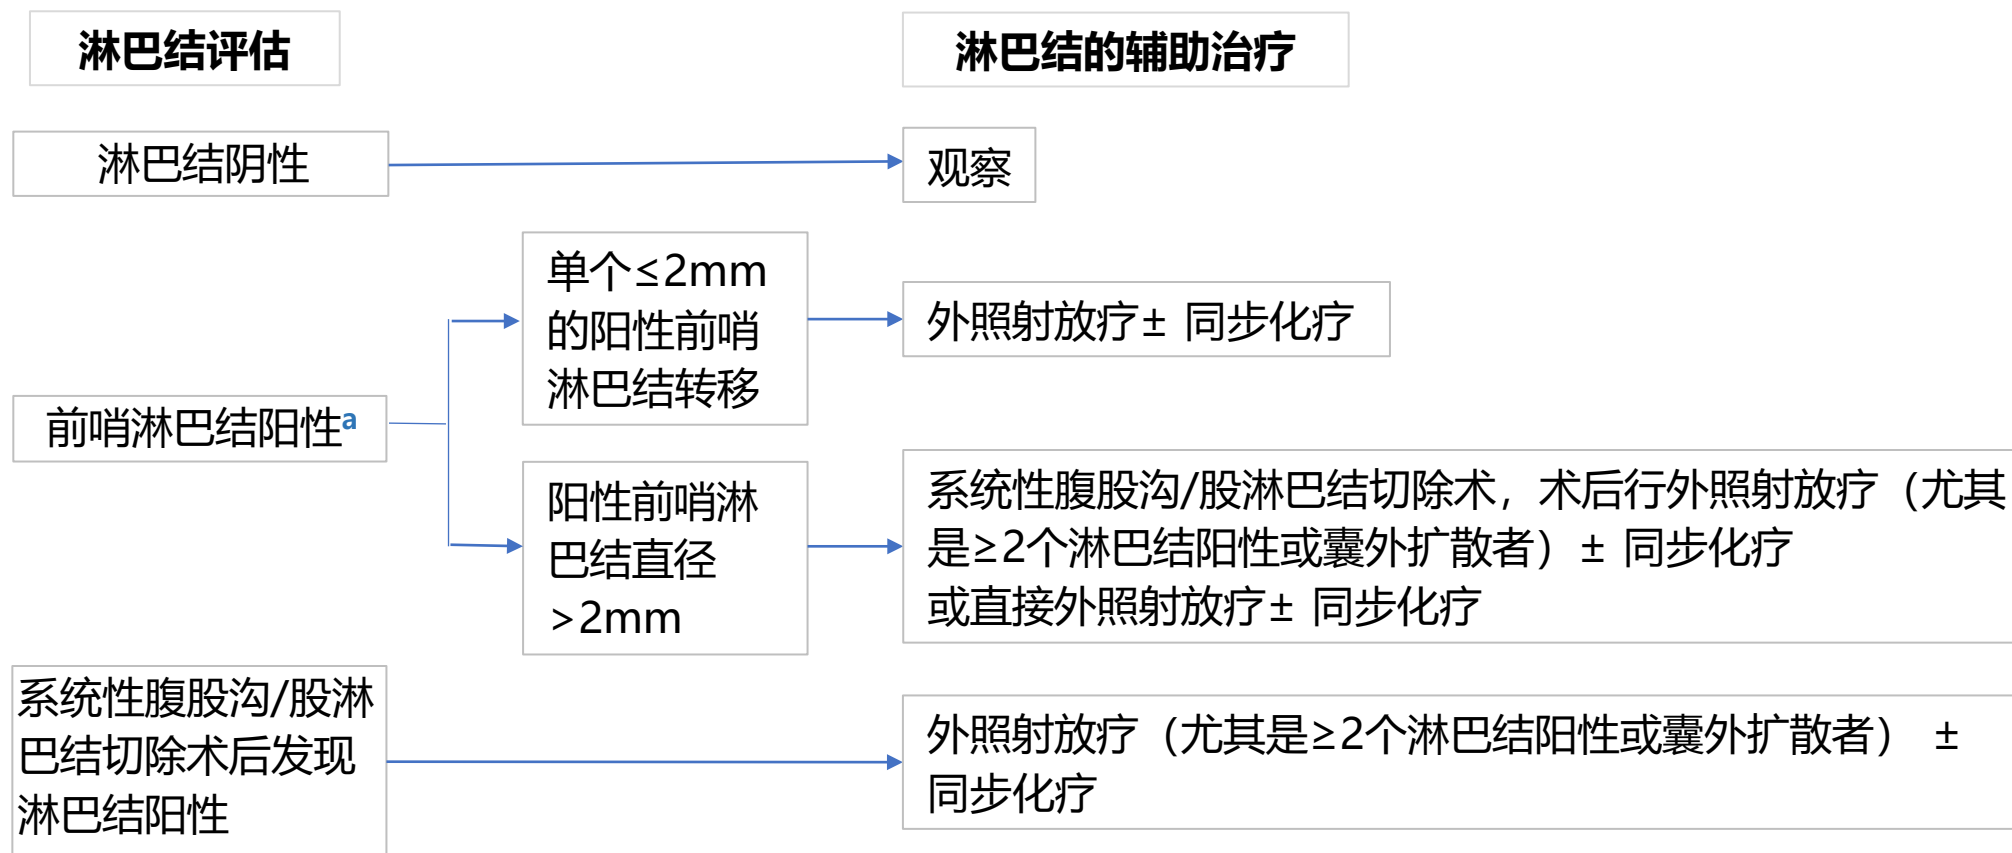 淋巴结评估
淋巴结的辅助治疗
淋巴结阴性
观察
单个≤2mm
的阳性前哨
淋巴结转移
外照射放疗± 同步化疗
前哨淋巴结阳性a
阳性前哨淋
巴结直径
>2mm
系统性腹股沟/股淋巴结切除术，术后行外照射放疗（尤其
是≥2个淋巴结阳性或囊外扩散者）± 同步化疗
或直接外照射放疗± 同步化疗
系统性腹股沟/股淋
巴结切除术后发现
淋巴结阳性
外照射放疗（尤其是≥2个淋巴结阳性或囊外扩散者） ±
同步化疗